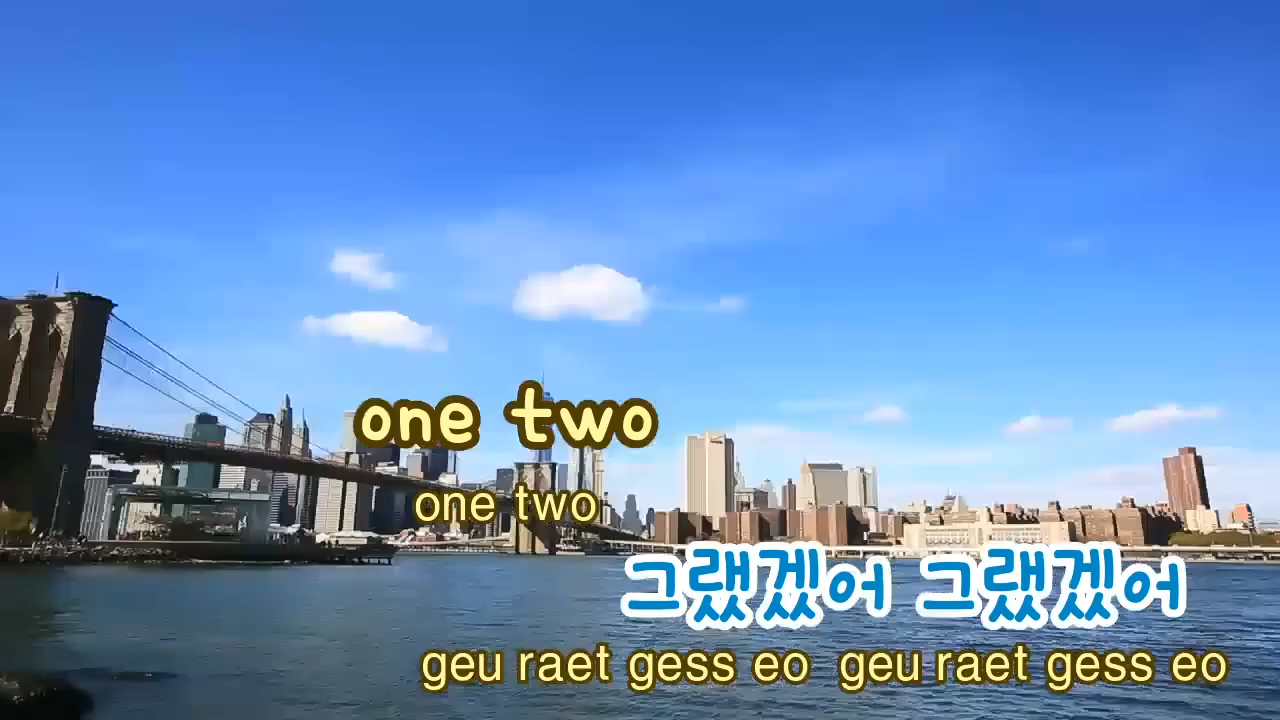 one two
one two
그랬겠어 그랬겠어
geu raet gess eo geu raet gess eo